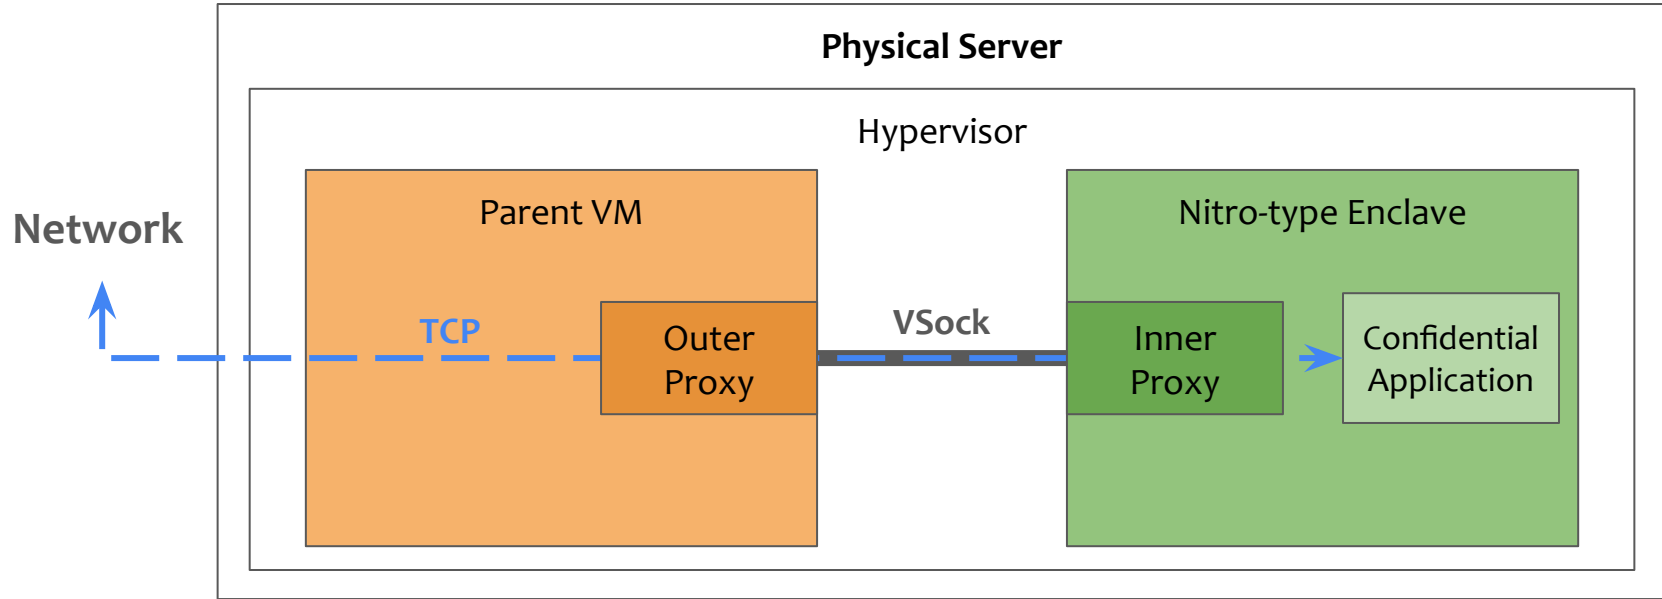 Physical Server
Hypervisor
Parent VM
Nitro-type Enclave
Network
TCP
VSock
Outer
Proxy
Inner
Proxy
Confidential
Application